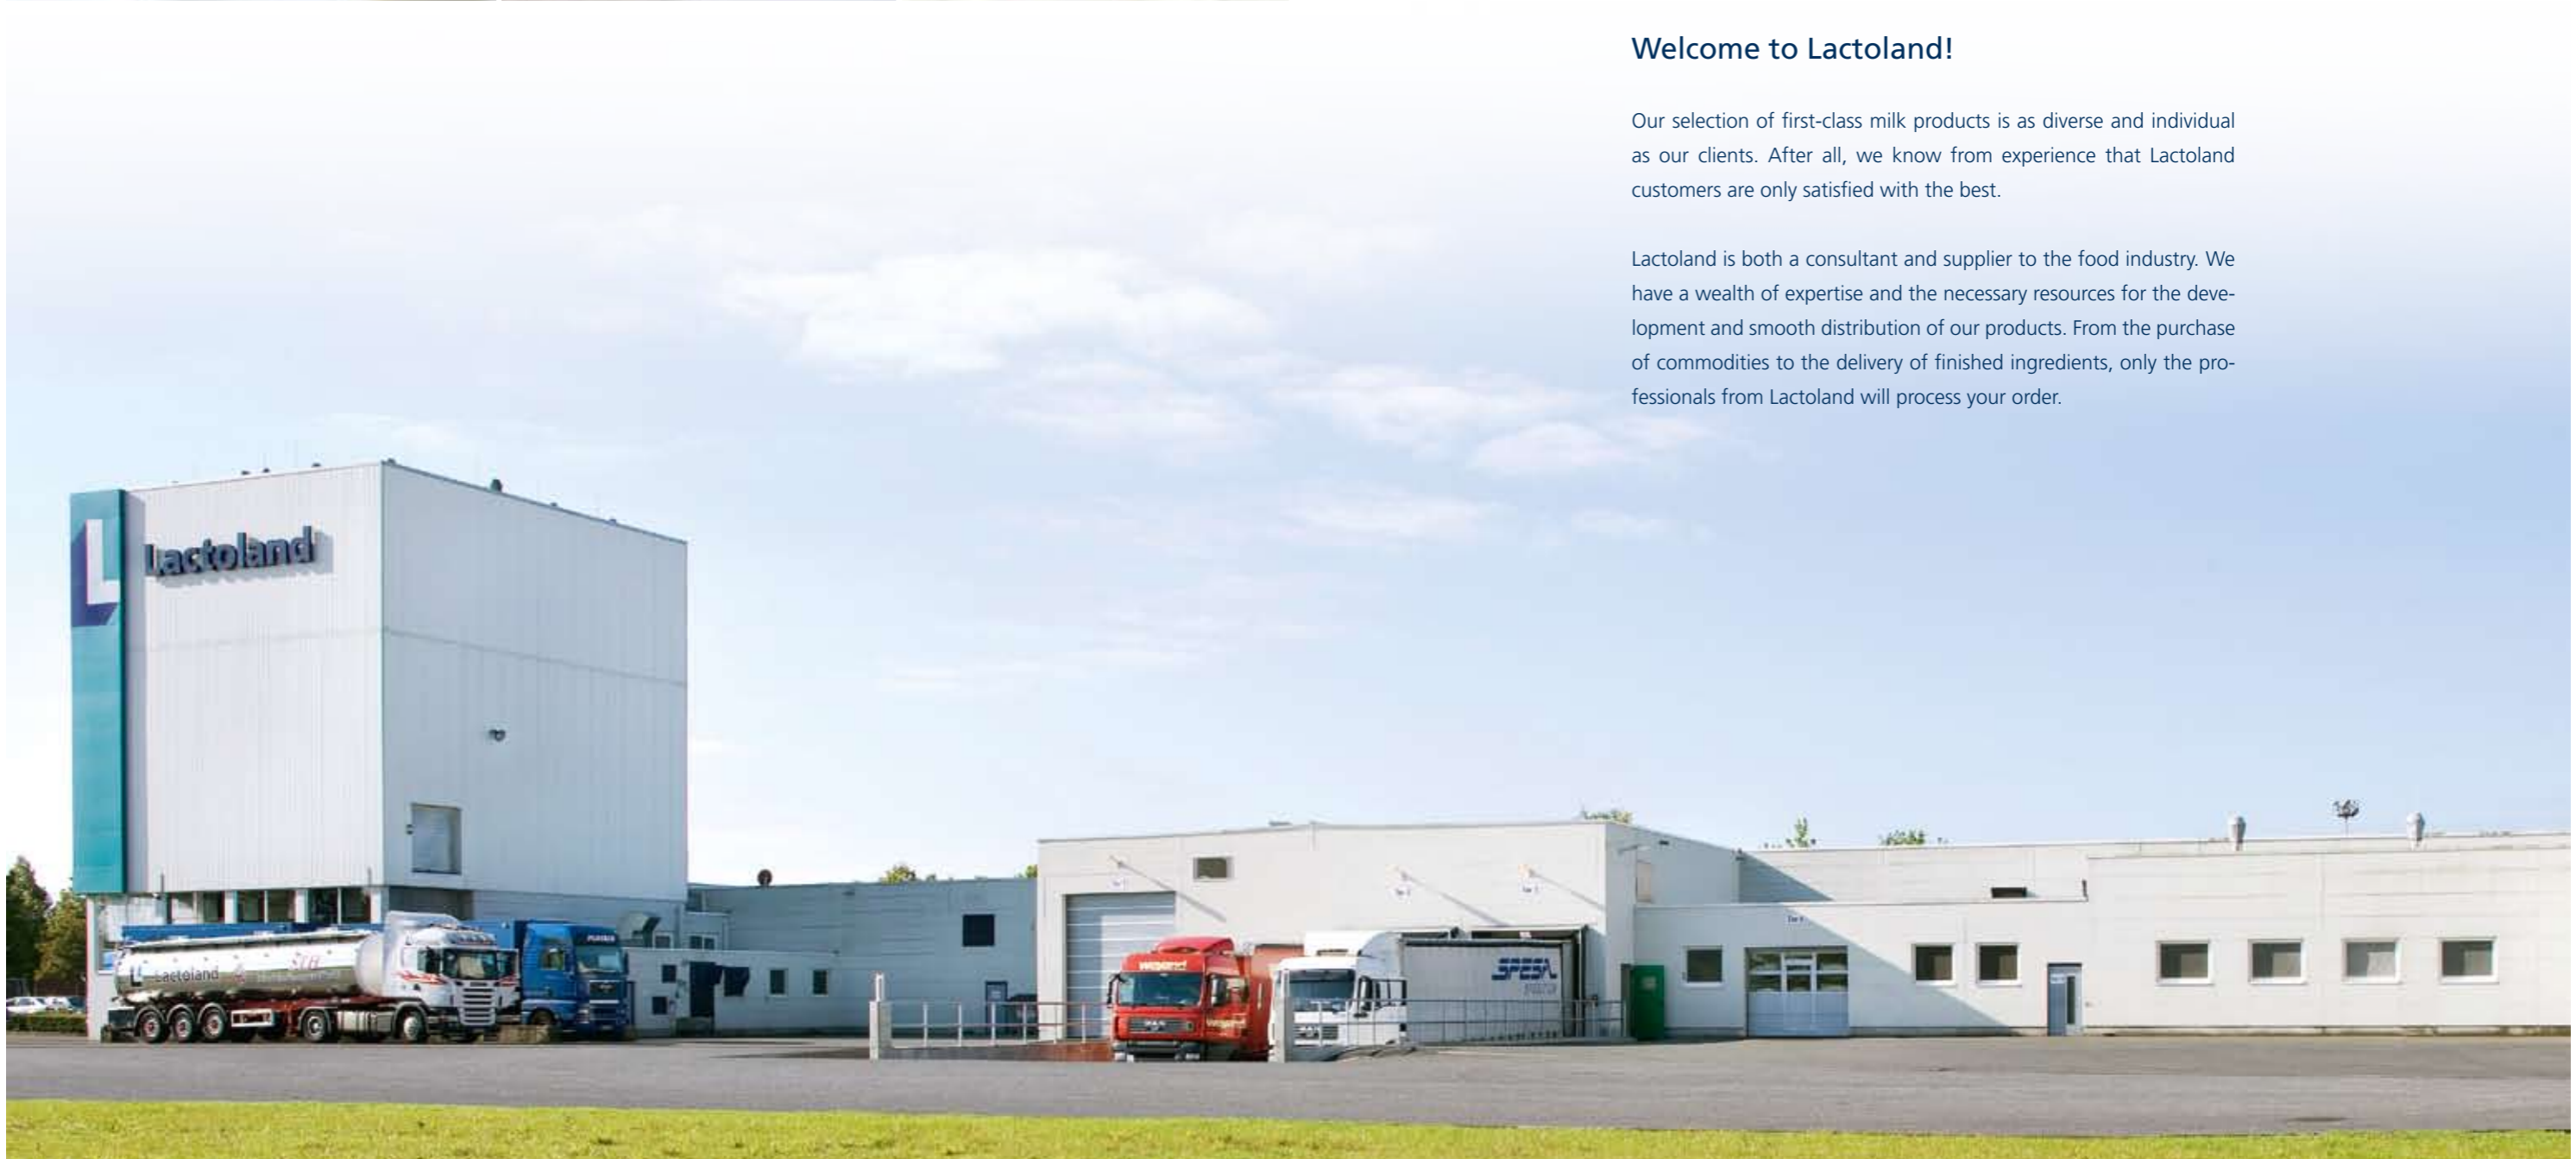 Welcome to Lactoland!
Our selection of first-class milk products is as diverse and individual
as our clients. After all, we know from experience that Lactoland
customers are only satisfied with the best.
Lactoland is both a consultant and supplier to the food industry. We
have a wealth of expertise and the necessary resources for the deve-
lopment and smooth distribution of our products. From the purchase
of commodities to the delivery of finished ingredients, only the pro-
fessionals from Lactoland will process your order.
L
Lactoland
Lactoland
SPESA
MAN